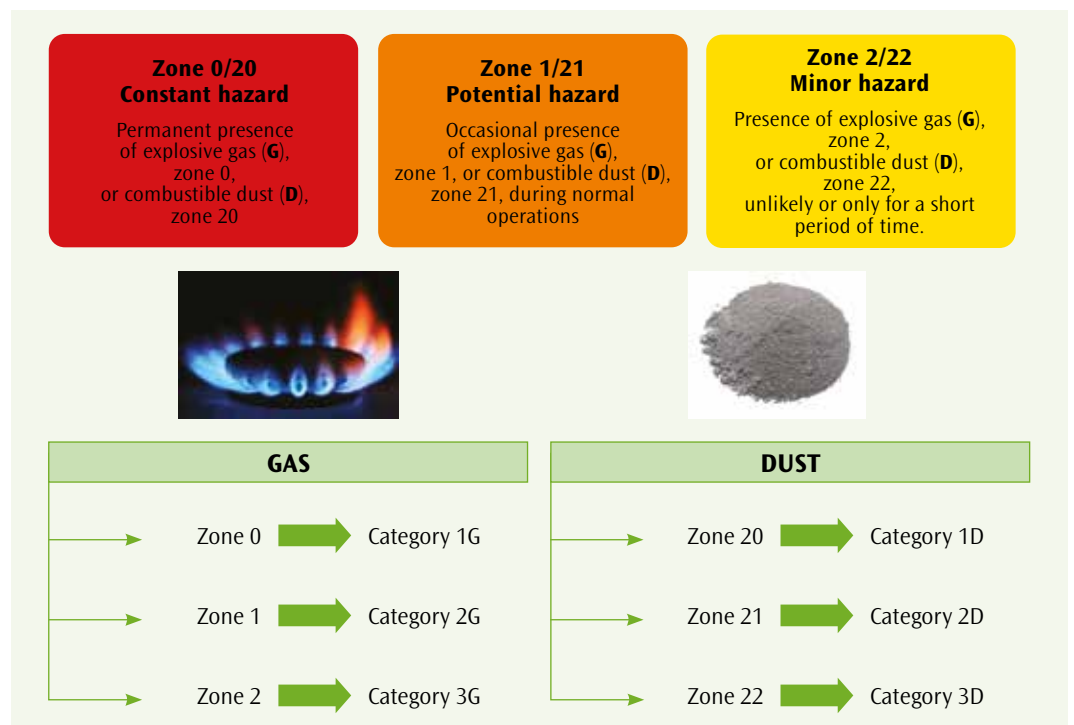 Zone 0/20
Constant hazard
Permanent presence
of explosive gas (G),
zone 0,
or combustible dust (D),
zone 20
Zone 1/21
Potential hazard
Occasional presence
of explosive gas (G),
zone 1, or combustible dust (D),
zone 21, during normal
operations
Zone 2/22
Minor hazard
Presence of explosive gas (G),
zone 2,
or combustible dust (D),
zone 22,
unlikely or only for a short
period of time.
GAS
Zone 0 Category 1G
Zone 1 Category 2G
Zone 2 Category 3G
DUST
Zone 20 Category 1D
Zone 21 Category 2D
Zone 22 Category 3D